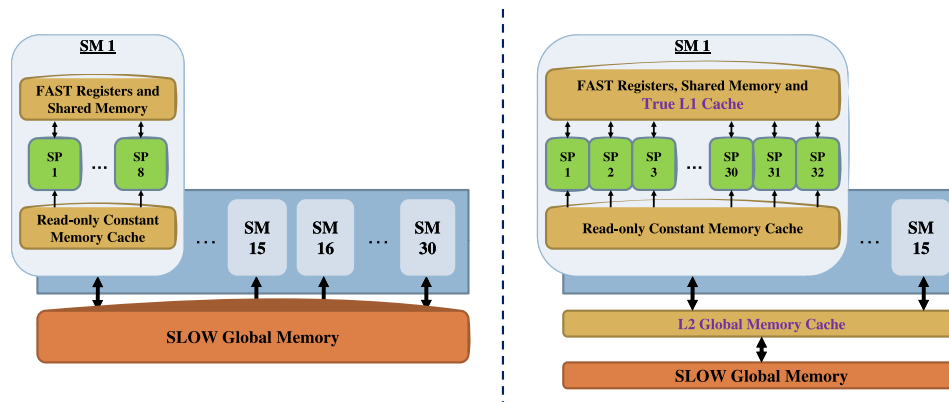 SM 1
FAST Registers and
Shared Memory
SP
1
...
SP
8
Read-only Constant
Memory Cache
...
SM
15
SM
16
...
SM
30
SLOW Global Memory
SM 1
FAST Registers, Shared Memory and
True L1 Cache
SP
1
SP
2
SP
3
...
SP
30
SP
31
SP
32
Read-only Constant Memory Cache
...
SM
15
L2 Global Memory Cache
SLOW Global Memory